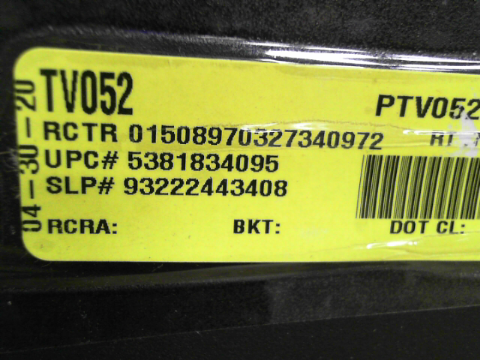 04-30-20
TV052 PTV052
RCTR 01508970327340972
UPC# 5381834095
SLP# 93222443408
RCRA: BKT: DOT CL: